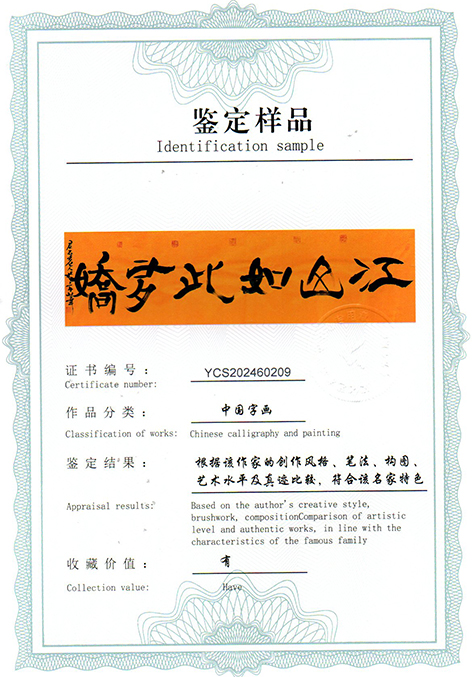 鉴定样品
Identification sample
江山如此多娇
证书编号：
YCS202460209
Certificate number:
作品分类：
中国字画
Classification of works:
Chinese calligraphy and painting
鉴定结果：
根据该作家的创作风格、笔法、构图、
艺术水平及真迹比较，符合该名家特色
Appraisal results:
Based on the author's creative style,
brushwork, compositionComparison of artistic
level and authentic works, in line with the
characteristics of the famous family
收藏价值：
有
Collection value:
Have